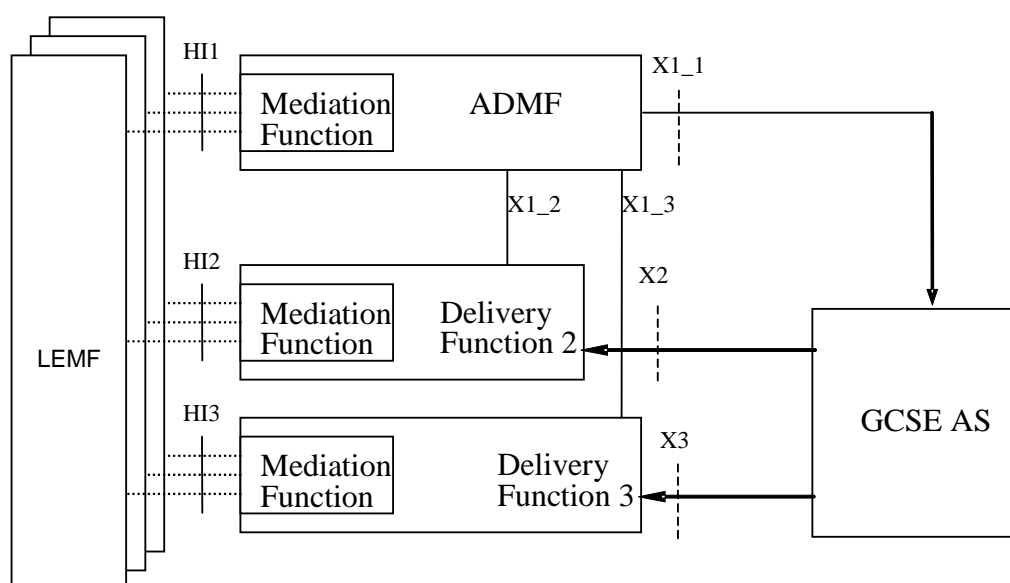 HI1
Mediation
Function
ADMF
X1_1
X1_2
X1_3
HI2
Mediation
Function
Delivery
Function 2
X2
LEMF
GCSE AS
HI3
Mediation
Function
Delivery
Function 3
X3